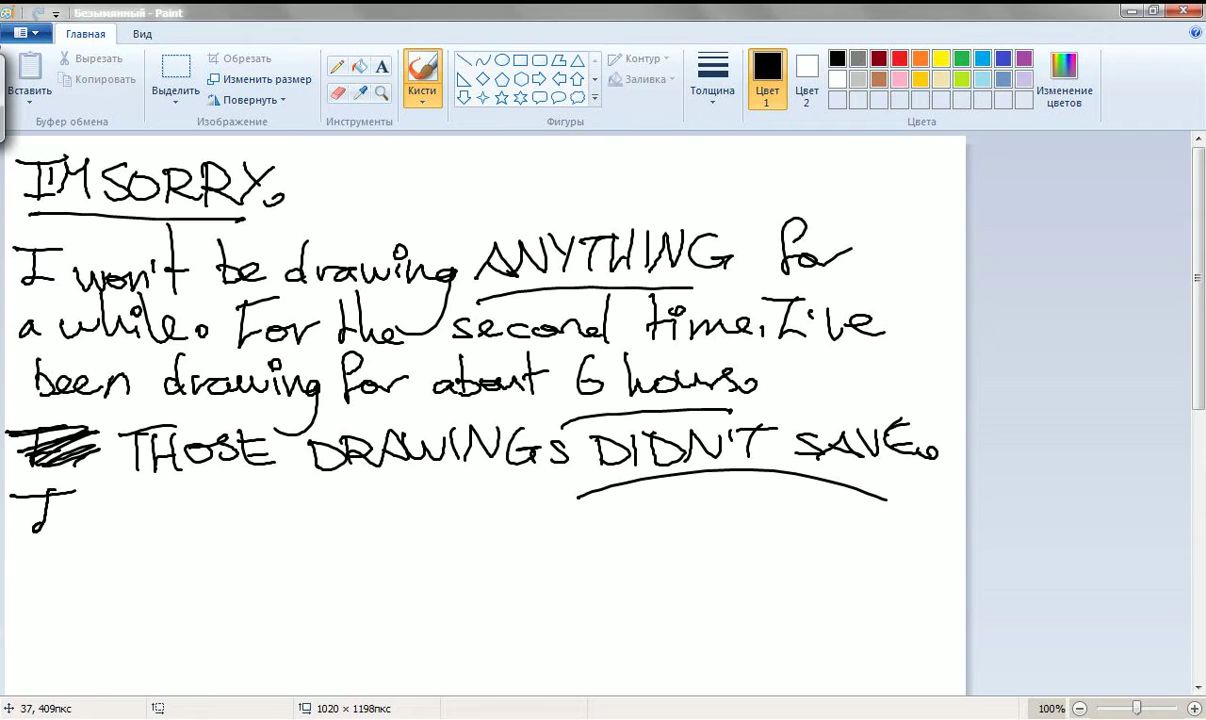 Безымянный - Paint
Главная Вид
Вставить
Вырезать
Копировать
Буфер обмена
Выделить
Обрезать
Изменить размер
Повернуть
Изображение
A
Инструменты
Кисти
Контур
Заливка
Фигуры
Толщина
Цвет 1
Цвет 2
Изменение цветов
Цвета
I'M SORRY.
I won't be drawing ANYTHING for
a while. For the second time, I've
been drawing for about 6 hours.
THOSE DRAWINGS DIDN'T SAVE.
I
37, 409пкс
1020 × 1198пкс
100%